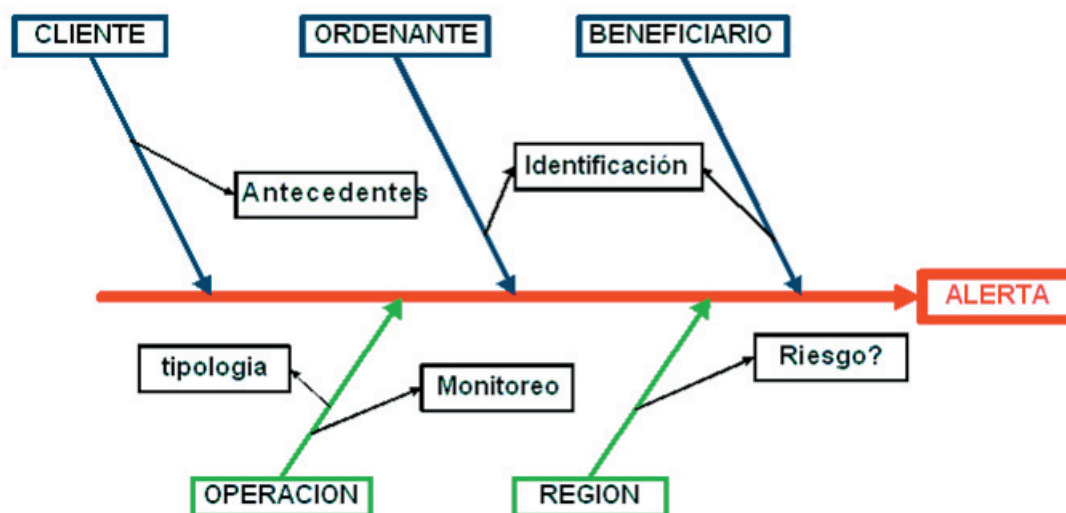 CLIENTE
ORDENANTE
BENEFICIARIO
Identificación
Antecedentes
ALERTA
tipologia
Monitoreo
Riesgo?
OPERACION
REGION